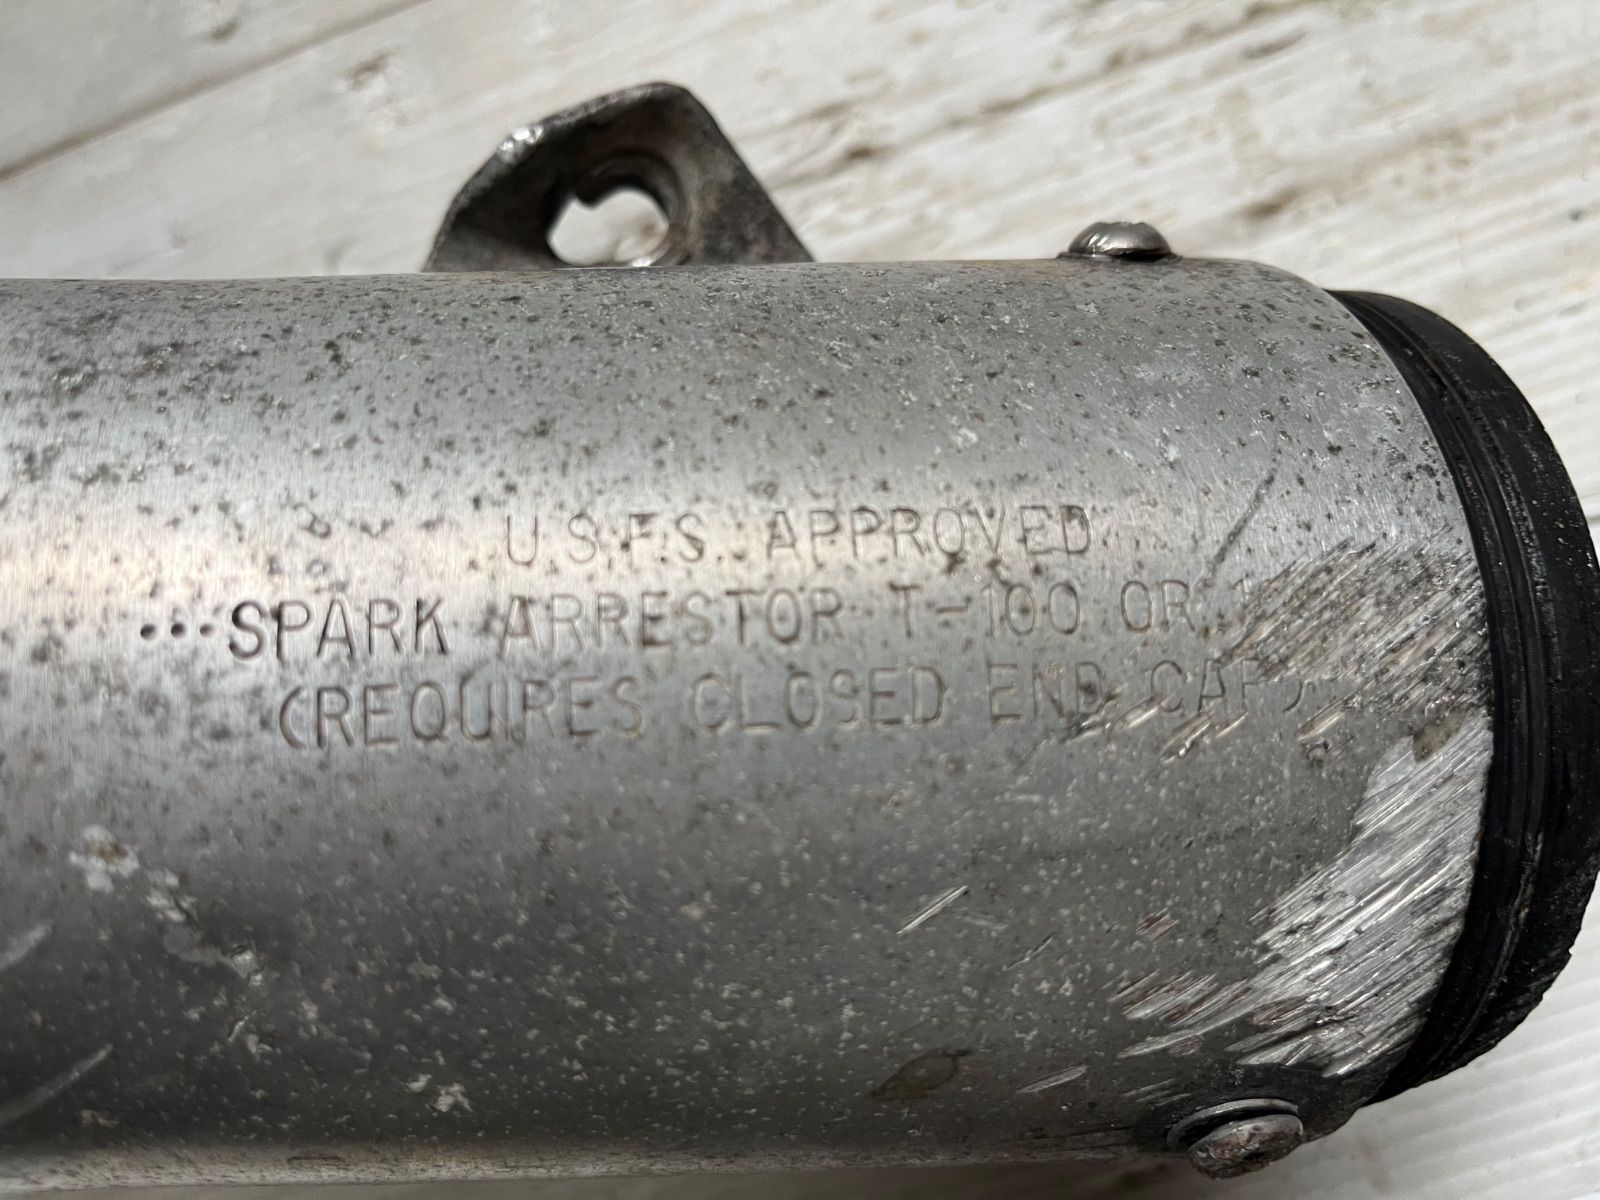 U.S.F.S. APPROVED
...SPARK ARRESTOR T-100 OR
(REQUIRES CLOSED END CAP)